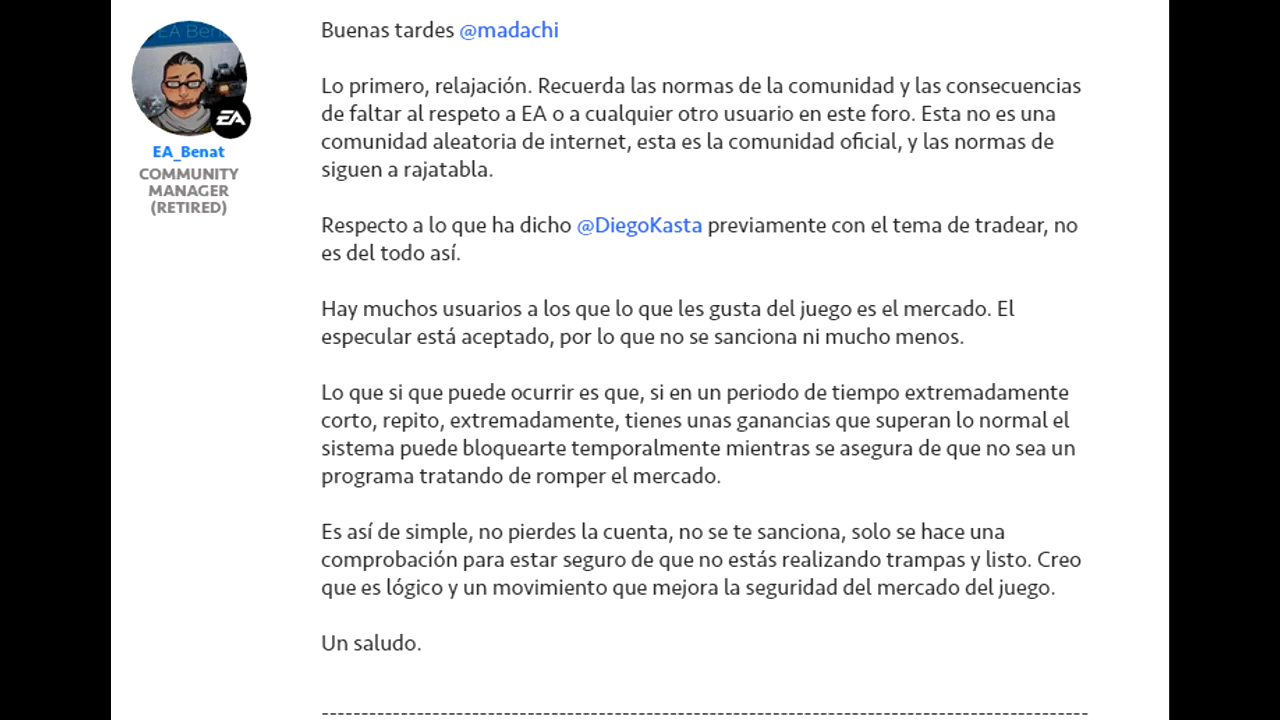 EA Ben
EA
EA_Benat
COMMUNITY
MANAGER
(RETIRED)
Buenas tardes @madachi
Lo primero, relajación. Recuerda las normas de la comunidad y las consecuencias
de faltar al respeto a EA o a cualquier otro usuario en este foro. Esta no es una
comunidad aleatoria de internet, esta es la comunidad oficial, y las normas de
siguen a rajatabla.
Respecto a lo que ha dicho @DiegoKasta previamente con el tema de tradear, no
es del todo así.
Hay muchos usuarios a los que lo que les gusta del juego es el mercado. El
especular está aceptado, por lo que no se sanciona ni mucho menos.
Lo que si que puede ocurrir es que, si en un periodo de tiempo extremadamente
corto, repito, extremadamente, tienes unas ganancias que superan lo normal el
sistema puede bloquearte temporalmente mientras se asegura de que no sea un
programa tratando de romper el mercado.
Es así de simple, no pierdes la cuenta, no se te sanciona, solo se hace una
comprobación para estar seguro de que no estás realizando trampas y listo. Creo
que es lógico y un movimiento que mejora la seguridad del mercado del juego.
Un saludo.